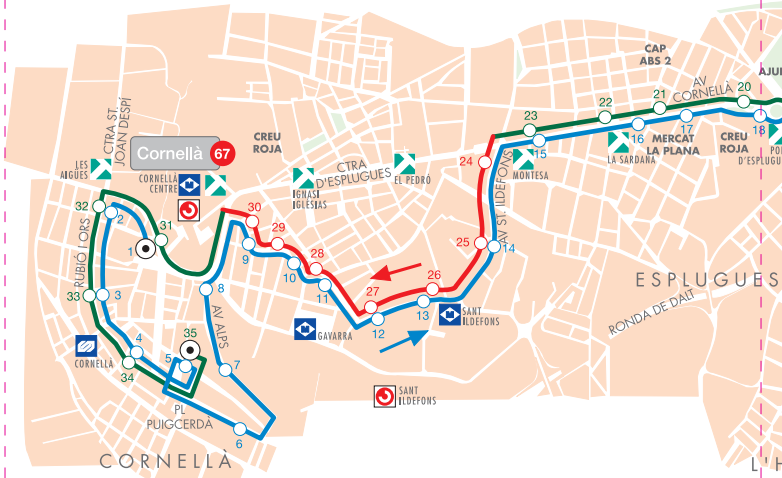 CAP
ABS 2
AJU
AV
CORNELLÀ
20
21
22
23
18
17
16
15
MERCAT
LA PLANA
CREU
ROJA
LA SARDANA
MONTESA
CTRA ST.
JOAN DESPÍ
Cornellà 67
CREU
ROJA
LES
AIGÜES
CORNELLÀ
CENTRE
IGNASI
IGLÉSIAS
CTRA
D'ESPLUGUES
EL PEDRÓ
24
AV ST. ILDEFONS
32
2
31
1
RUBIÓ I ORS
30
29
28
9
10
11
25
14
26
27
12
13
33
3
8
AV ALPS
ESPLUGUES
RONDA DE DALT
SANT
ILDEFONS
GAVARRA
CORNELLÀ
4
34
35
5
7
PL
PUIGCERDÀ
6
SANT
ILDEFONS
CORNELLÀ
L'H